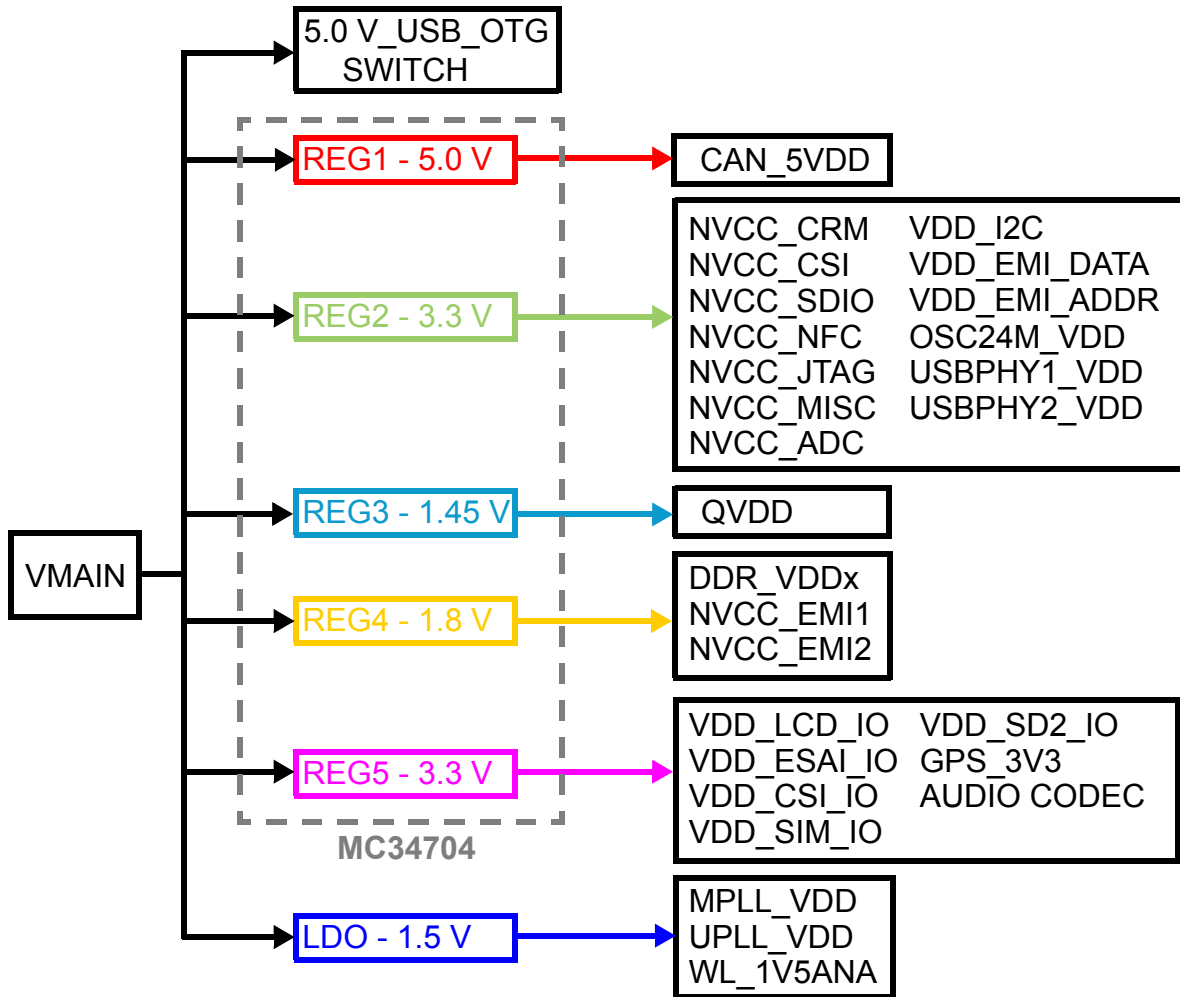 5.0 V_USB_OTG
SWITCH
REG1 - 5.0 V
CAN_5VDD
REG2 - 3.3 V
NVCC_CRM VDD_I2C
NVCC_CSI VDD_EMI_DATA
NVCC_SDIO VDD_EMI_ADDR
NVCC_NFC OSC24M_VDD
NVCC_JTAG USBPHY1_VDD
NVCC_MISC USBPHY2_VDD
NVCC_ADC
REG3 - 1.45 V
QVDD
VMAIN
REG4 - 1.8 V
DDR_VDDx
NVCC_EMI1
NVCC_EMI2
REG5 - 3.3 V
VDD_LCD_IO VDD_SD2_IO
VDD_ESAI_IO GPS_3V3
VDD_CSI_IO AUDIO CODEC
VDD_SIM_IO
MC34704
LDO - 1.5 V
MPLL_VDD
UPLL_VDD
WL_1V5ANA